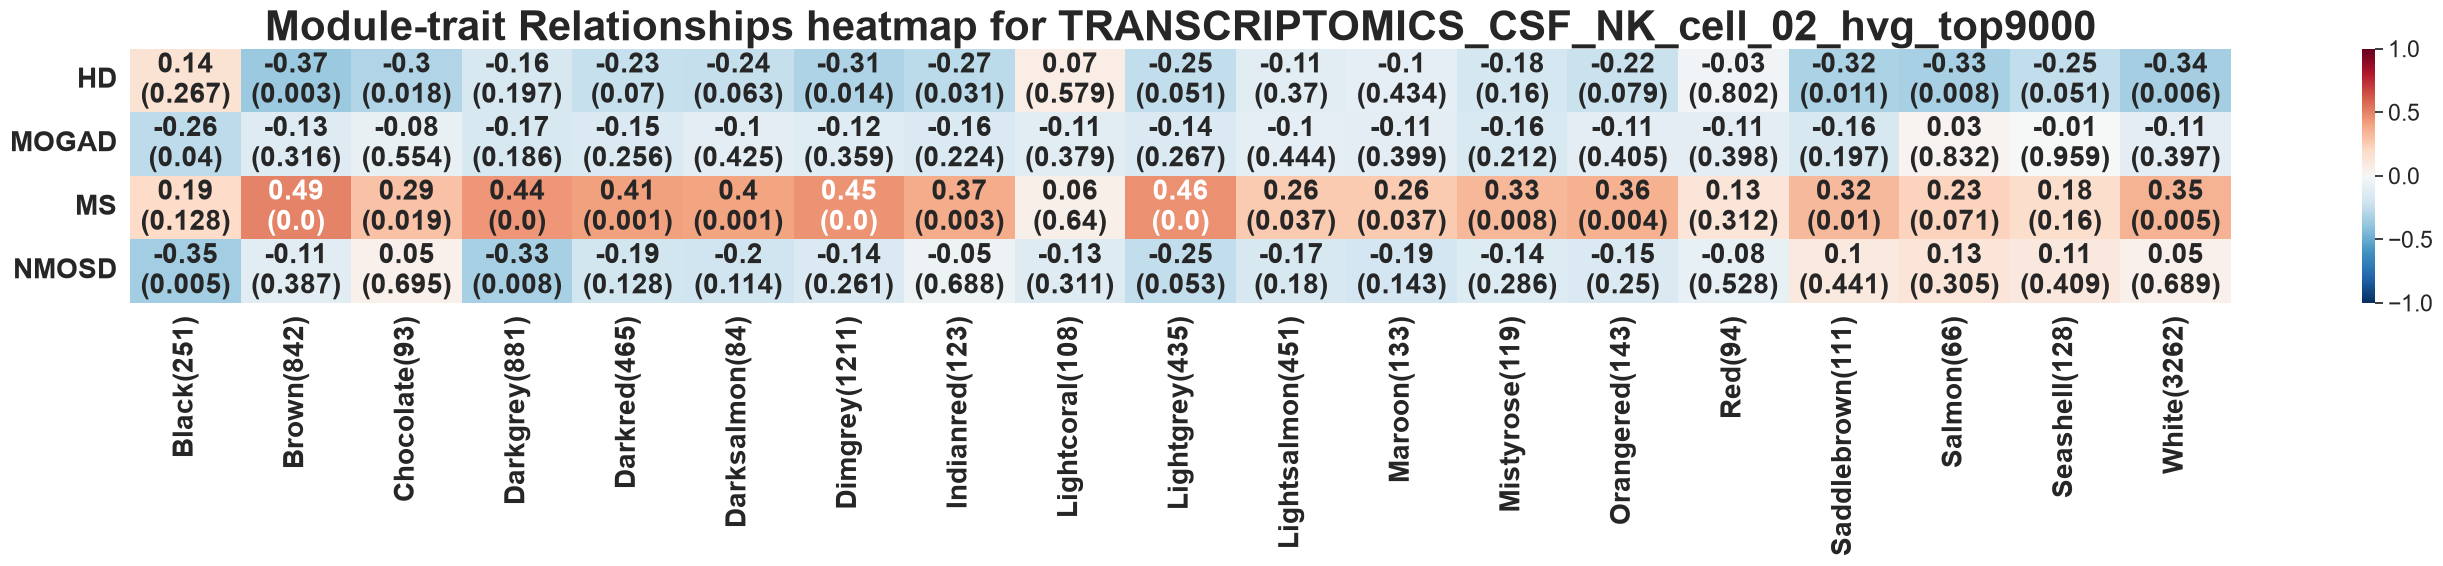 Module-trait Relationships heatmap for TRANSCRIPTOMICS_CSF_NK_cell_02_hvg_top9000
HD 0.14 -0.37 -0.3 -0.16 -0.23 -0.24 -0.31 -0.27 0.07 -0.25 -0.11 -0.1 -0.18 -0.22 -0.03 -0.32 -0.33 -0.25 -0.34
(0.267) (0.003) (0.018) (0.197) (0.07) (0.063) (0.014) (0.031) (0.579) (0.051) (0.37) (0.434) (0.16) (0.079) (0.802) (0.011) (0.008) (0.051) (0.006)
MOGAD -0.26 -0.13 -0.08 -0.17 -0.15 -0.1 -0.12 -0.16 -0.11 -0.14 -0.1 -0.11 -0.16 -0.11 -0.11 -0.16 0.03 -0.01 -0.11
(0.04) (0.316) (0.554) (0.186) (0.256) (0.425) (0.359) (0.224) (0.379) (0.267) (0.444) (0.399) (0.212) (0.405) (0.398) (0.197) (0.832) (0.959) (0.397)
MS 0.19 0.49 0.29 0.44 0.41 0.4 0.45 0.37 0.06 0.46 0.26 0.26 0.33 0.36 0.13 0.32 0.23 0.18 0.35
(0.128) (0.0) (0.019) (0.0) (0.001) (0.001) (0.0) (0.003) (0.64) (0.0) (0.037) (0.037) (0.008) (0.004) (0.312) (0.01) (0.071) (0.16) (0.005)
NMOSD -0.35 -0.11 0.05 -0.33 -0.19 -0.2 -0.14 -0.05 -0.13 -0.25 -0.17 -0.19 -0.14 -0.15 -0.08 0.1 0.13 0.11 0.05
(0.005) (0.387) (0.695) (0.008) (0.128) (0.114) (0.261) (0.688) (0.311) (0.053) (0.18) (0.143) (0.286) (0.25) (0.528) (0.441) (0.305) (0.409) (0.689)
Black(251)
Brown(842)
Chocolate(93)
Darkgrey(881)
Darkred(465)
Darksalmon(84)
Dimgrey(1211)
Indianred(123)
Lightcoral(108)
Lightgrey(435)
Lightsalmon(451)
Maroon(133)
Mistyrose(119)
Orangered(143)
Red(94)
Saddlebrown(111)
Salmon(66)
Seashell(128)
White(3262)
1.0
0.5
0.0
−0.5
−1.0